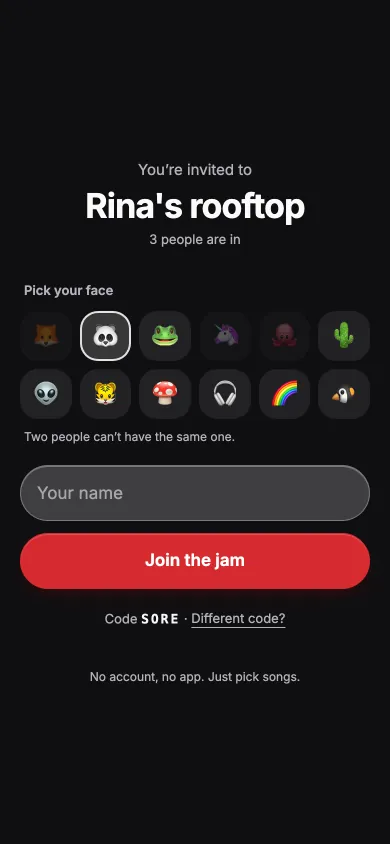 You’re invited to
Rina's rooftop
3 people are in
Pick your face
Two people can’t have the same one.
Your name
Join the jam
Code SORE · Different code?
No account, no app. Just pick songs.